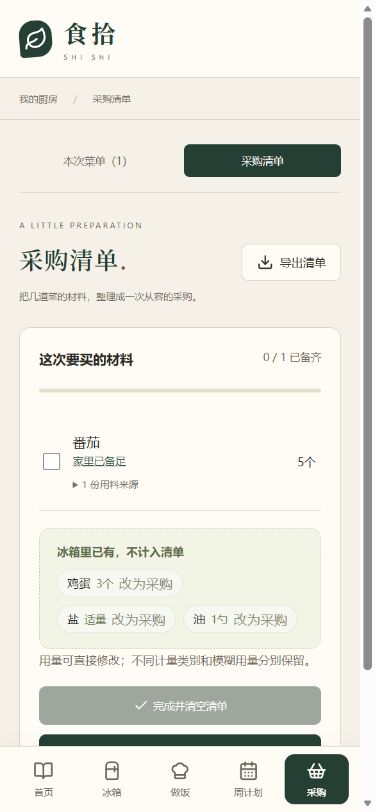 食拾
SHI SHI
我的厨房 / 采购清单
本次菜单（1） 采购清单
A LITTLE PREPARATION
采购清单.
导出清单
把几道菜的材料，整理成一次从容的采购。
这次要买的材料 0 / 1 已备齐
番茄
家里已备足 5个
▶ 1 份用料来源
冰箱里已有，不计入清单
鸡蛋 3个 改为采购
盐 适量 改为采购 油 1勺 改为采购
用量可直接修改；不同计量类别和模糊用量分别保留。
完成并清空清单
首页 冰箱 做饭 周计划 采购